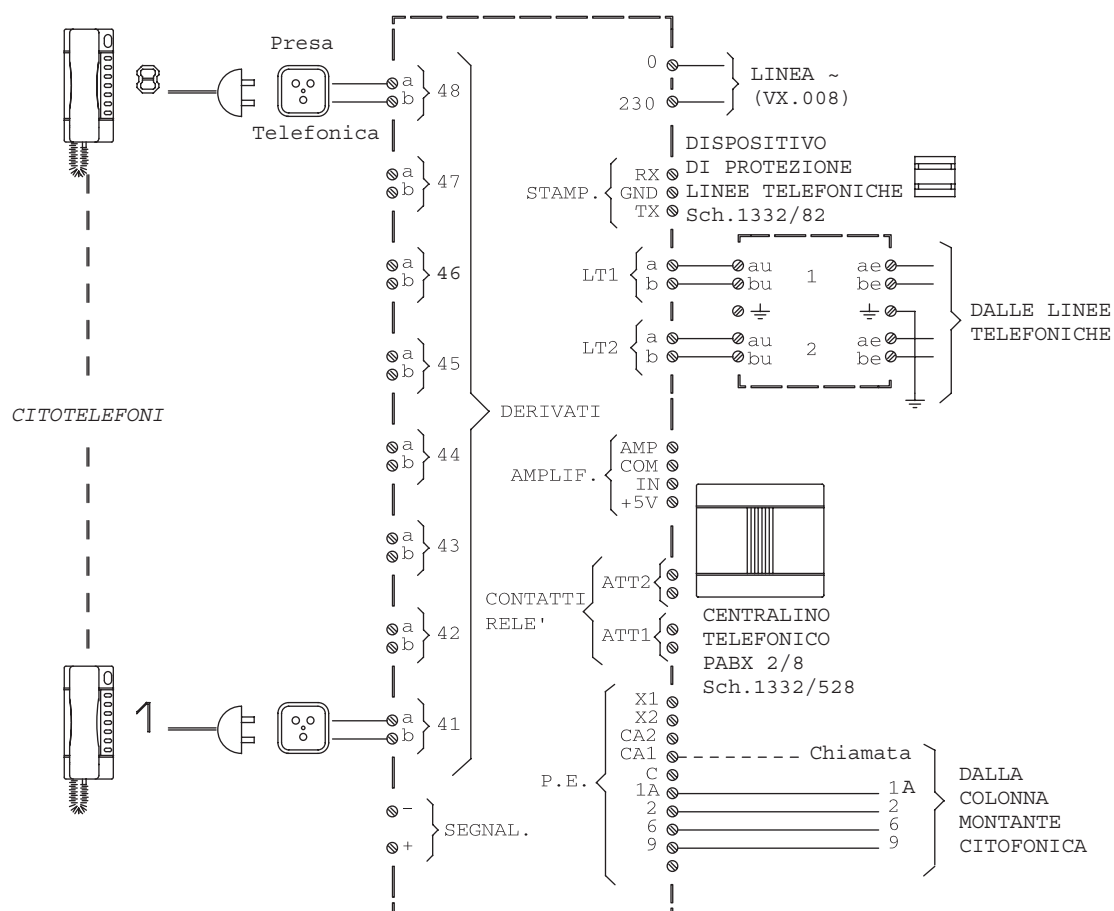 8
Presa
Telefonica
a
b
48
a
b
47
a
b
46
a
b
45
a
b
44
a
b
43
a
b
42
a
b
41
DERIVATI
CITOTELEFONI
1
-
+
SEGNAL.
0
230
LINEA ~
(VX.008)
STAMP.
RX
GND
TX
DISPOSITIVO
DI PROTEZIONE
LINEE TELEFONICHE
Sch.1332/82
LT1
a
b
LT2
a
b
au
bu
1
ae
be
au
bu
2
ae
be
DALLE LINEE
TELEFONICHE
AMPLIF.
AMP
COM
IN
+5V
CONTATTI
RELE'
ATT2
ATT1
CENTRALINO
TELEFONICO
PABX 2/8
Sch.1332/528
P.E.
X1
X2
CA2
CA1
C
1A
2
6
9
Chiamata
1A
2
6
9
DALLA
COLONNA
MONTANTE
CITOFONICA